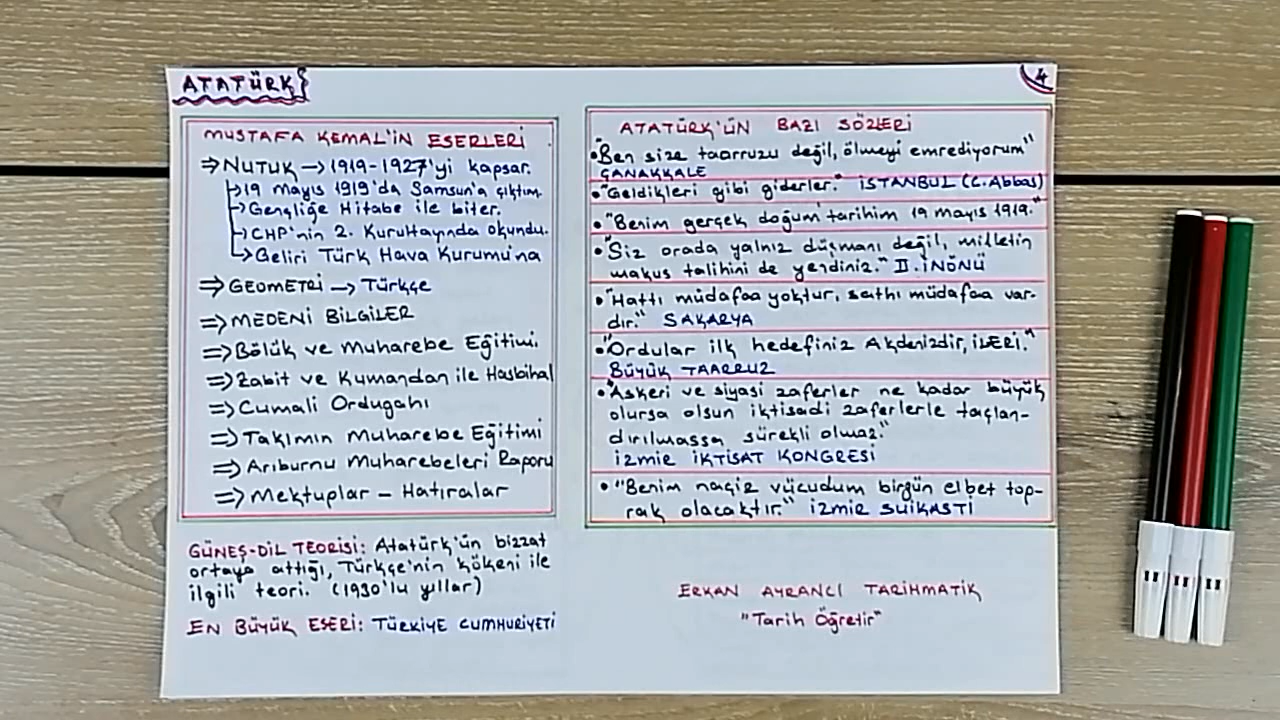 ATATÜRK
4
MUSTAFA KEMAL'İN ESERLERİ
⇒ NUTUK → 1919-1927'yi kapsar.
→ 19 mayıs 1919'da Samsun'a çıktım.
→ Gençliğe Hitabe ile biter.
→ CHP'nin 2. Kurultayında okundu.
→ Geliri Türk Hava Kurumu'na
⇒ GEOMETRİ → Türkçe
⇒ MEDENİ BİLGİLER
⇒ Bölük ve Muharebe Eğitimi.
⇒ Zabit ve Kumandan ile Hasbihal
⇒ Cumali Ordugahı
⇒ Takımın Muharebe Eğitimi
⇒ Arıburnu Muharebeleri Raporu
⇒ Mektuplar - Hatıralar
GÜNEŞ-DİL TEORİSİ: Atatürk'ün bizzat
ortaya attığı, Türkçe'nin kökeni ile
ilgili teori. (1930'lu yıllar)
EN BÜYÜK ESERİ: TÜRKİYE CUMHURİYETİ
ATATÜRK'ÜN BAZI SÖZLERİ
• "Ben size taarruzu değil, ölmeyi emrediyorum"
ÇANAKKALE
• "Geldikleri gibi giderler." İSTANBUL (C.Abbas)
• "Benim gerçek doğum tarihim 19 mayıs 1919."
• "Siz orada yalnız düşmanı değil, milletin
makus talihini de yendiniz." II. İNÖNÜ
• "Hattı müdafaa yoktur, sathı müdafaa var-
dır." SAKARYA
• "Ordular ilk hedefiniz Akdenizdir, İLERİ."
BÜYÜK TAARRUZ
• "Askeri ve siyasi zaferler ne kadar büyük
olursa olsun iktisadi zaferlerle taçlan-
dırılmassa sürekli olmaz."
İZMİR İKTİSAT KONGRESİ
• "Benim naçiz vücudum birgün elbet top-
rak olacaktır." İZMİR SUİKASTİ
ERKAN AYRANCI TARİHMATİK
"Tarih Öğretir"